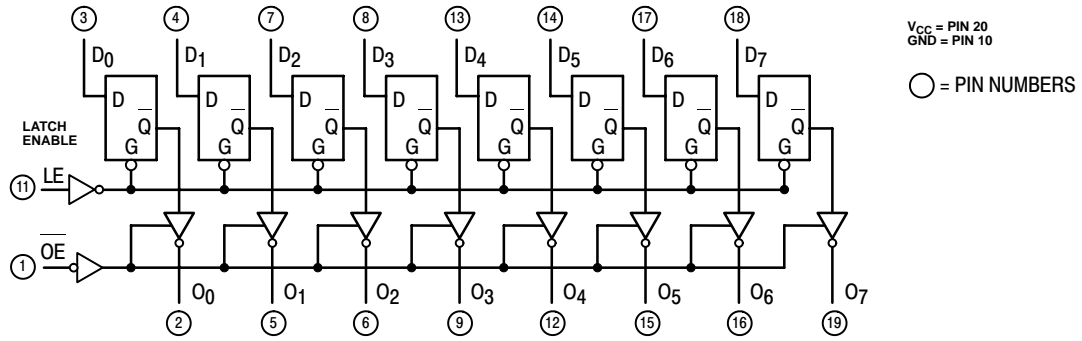 3 4 7 8 13 14 17 18
V_CC = PIN 20
GND = PIN 10
D₀ D₁ D₂ D₃ D₄ D₅ D₆ D₇
= PIN NUMBERS
D D D D D D D D
Q̅ Q̅ Q̅ Q̅ Q̅ Q̅ Q̅ Q̅
LATCH
ENABLE
G G G G G G G G
11 LE
1 O̅E̅
O₀ O₁ O₂ O₃ O₄ O₅ O₆ O₇
2 5 6 9 12 15 16 19